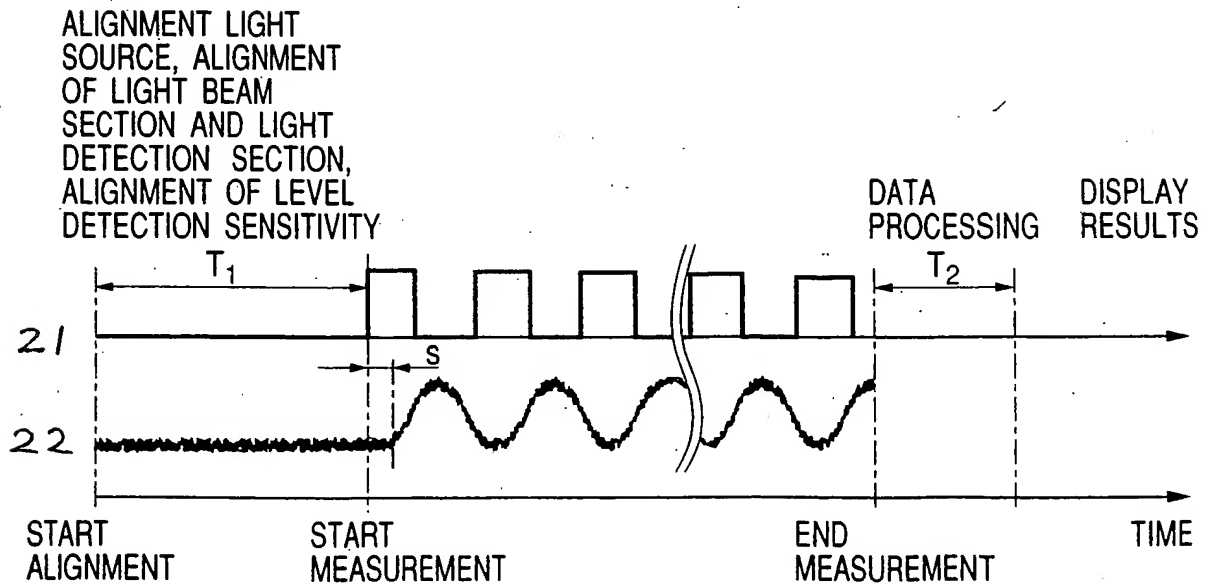 ALIGNMENT LIGHT
SOURCE, ALIGNMENT
OF LIGHT BEAM
SECTION AND LIGHT
DETECTION SECTION,
ALIGNMENT OF LEVEL
DETECTION SENSITIVITY
DATA
PROCESSING
DISPLAY
RESULTS
T1
T2
21
S
22
START
ALIGNMENT
START
MEASUREMENT
END
MEASUREMENT
TIME